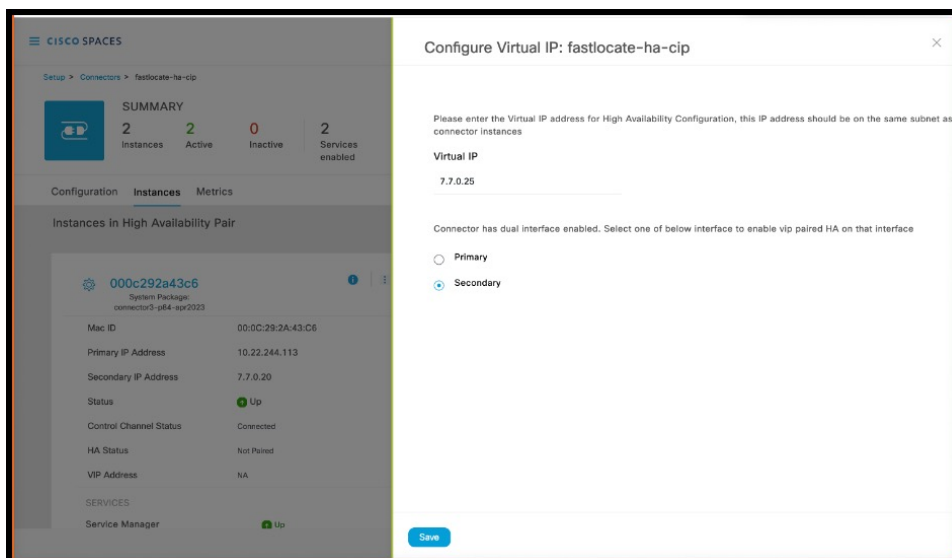 CISCO SPACES
Setup > Connectors > fastlocate-ha-cip
SUMMARY
2 2 0 2
Instances Active Inactive Services enabled
Configuration Instances Metrics
Instances in High Availability Pair
000c292a43c6
System Package:
connector3-p84-apr2023
Mac ID 00:0C:29:2A:43:C6
Primary IP Address 10.22.244.113
Secondary IP Address 7.7.0.20
Status Up
Control Channel Status Connected
HA Status Not Paired
VIP Address NA
SERVICES
Service Manager Up
Configure Virtual IP: fastlocate-ha-cip
Please enter the Virtual IP address for High Availability Configuration, this IP address should be on the same subnet as
connector instances
Virtual IP
7.7.0.25
Connector has dual interface enabled. Select one of below interface to enable vip paired HA on that interface
Primary
Secondary
Save